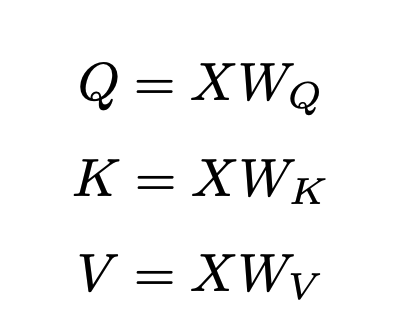 Q = XW_Q
K = XW_K
V = XW_V